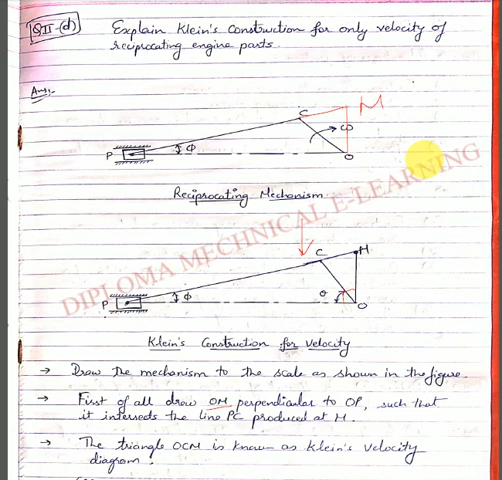 QII-(d) Explain Klein's Construction for only velocity of
reciprocating engine parts.
Ans:.
C M
ω
P Φ O
Reciprocating Mechanism
DIPLOMA MECHNICAL E-LEARNING
C M
P Φ θ O
Klein's Construction for Velocity
→ Draw the mechanism to the scale as shown in the figure.
→ First of all draw OM perpendicular to OP, such that
it intersects the line PC produced at M.
→ The triangle OCM is known as Klein's Velocity
diagram.